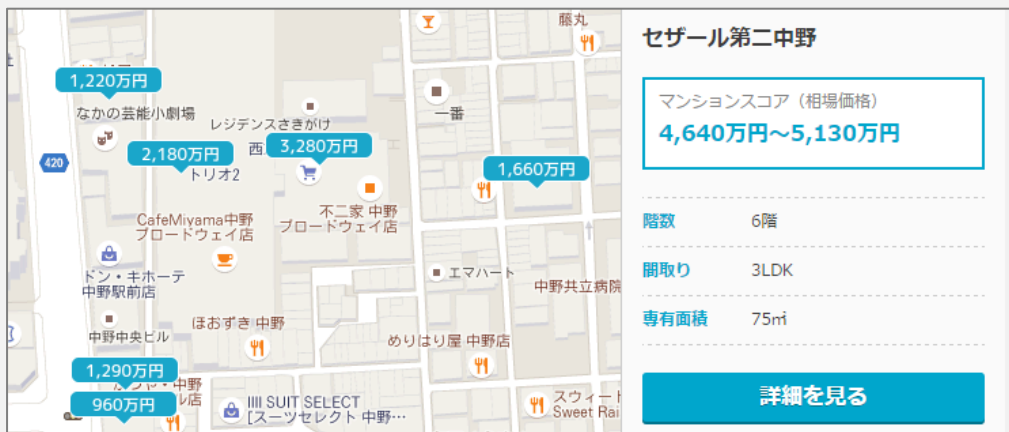 藤丸
1,220万円
なかの芸能小劇場
レジデンスさきがけ
一番
420
2,180万円
西
3,280万円
トリオ2
1,660万円
CafeMiyama中野
ブロードウェイ店
不二家 中野
ブロードウェイ店
ドン・キホーテ
中野駅前店
エマハート
中野共立病院
中野中央ビル
ほおずき 中野
めりはり屋 中野店
1,290万円
中野
960万円
ル店
IIII SUIT SELECT
[スーツセレクト 中野…
スウィート
Sweet Rai
セザール第二中野
マンションスコア（相場価格）
4,640万円～5,130万円
階数 6階
間取り 3LDK
専有面積 75㎡
詳細を見る